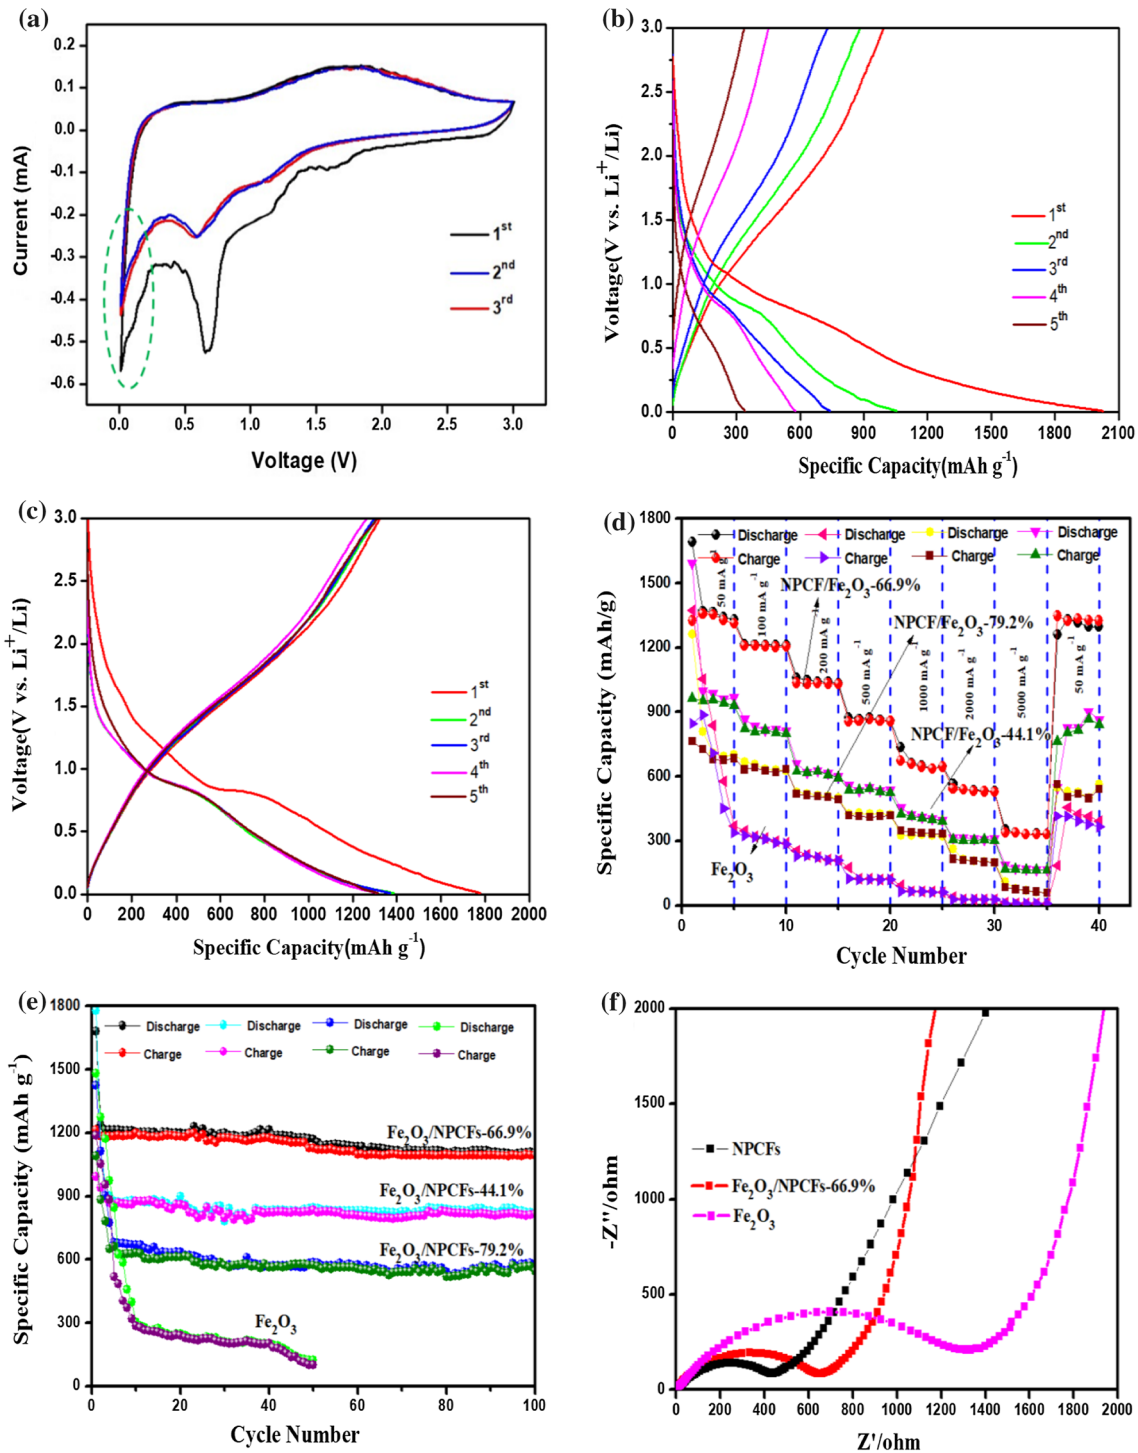 (a)
0.2
0.1
0.0
-0.1
-0.2
-0.3
-0.4
-0.5
-0.6
Current (mA)
1st
2nd
3rd
0.0 0.5 1.0 1.5 2.0 2.5 3.0
Voltage (V)
(b)
3.0
2.5
2.0
1.5
1.0
0.5
0.0
Voltage(V vs. Li+/Li)
1st
2nd
3rd
4th
5th
0 300 600 900 1200 1500 1800 2100
Specific Capacity(mAh g-1)
(c)
3.0
2.5
2.0
1.5
1.0
0.5
0.0
Voltage(V vs. Li+/Li)
1st
2nd
3rd
4th
5th
0 200 400 600 800 1000 1200 1400 1600 1800 2000
Specific Capacity(mAh g-1)
(d)
1800
1500
1200
900
600
300
0
Specific Capacity (mAh/g)
Discharge Discharge Discharge Discharge
Charge Charge Charge Charge
50 mA g-1
100 mA g-1
200 mA g-1
500 mA g-1
1000 mA g-1
2000 mA g-1
5000 mA g-1
50 mA g-1
NPCF/Fe2O3-66.9%
NPCF/Fe2O3-79.2%
NPCF/Fe2O3-44.1%
Fe2O3
0 10 20 30 40
Cycle Number
(e)
1800
1500
1200
900
600
300
0
Specific Capacity (mAh g-1)
Discharge Discharge Discharge Discharge
Charge Charge Charge Charge
Fe2O3/NPCFs-66.9%
Fe2O3/NPCFs-44.1%
Fe2O3/NPCFs-79.2%
Fe2O3
0 20 40 60 80 100
Cycle Number
(f)
2000
1500
1000
500
0
-Z''/ohm
NPCFs
Fe2O3/NPCFs-66.9%
Fe2O3
0 200 400 600 800 1000 1200 1400 1600 1800 2000
Z'/ohm